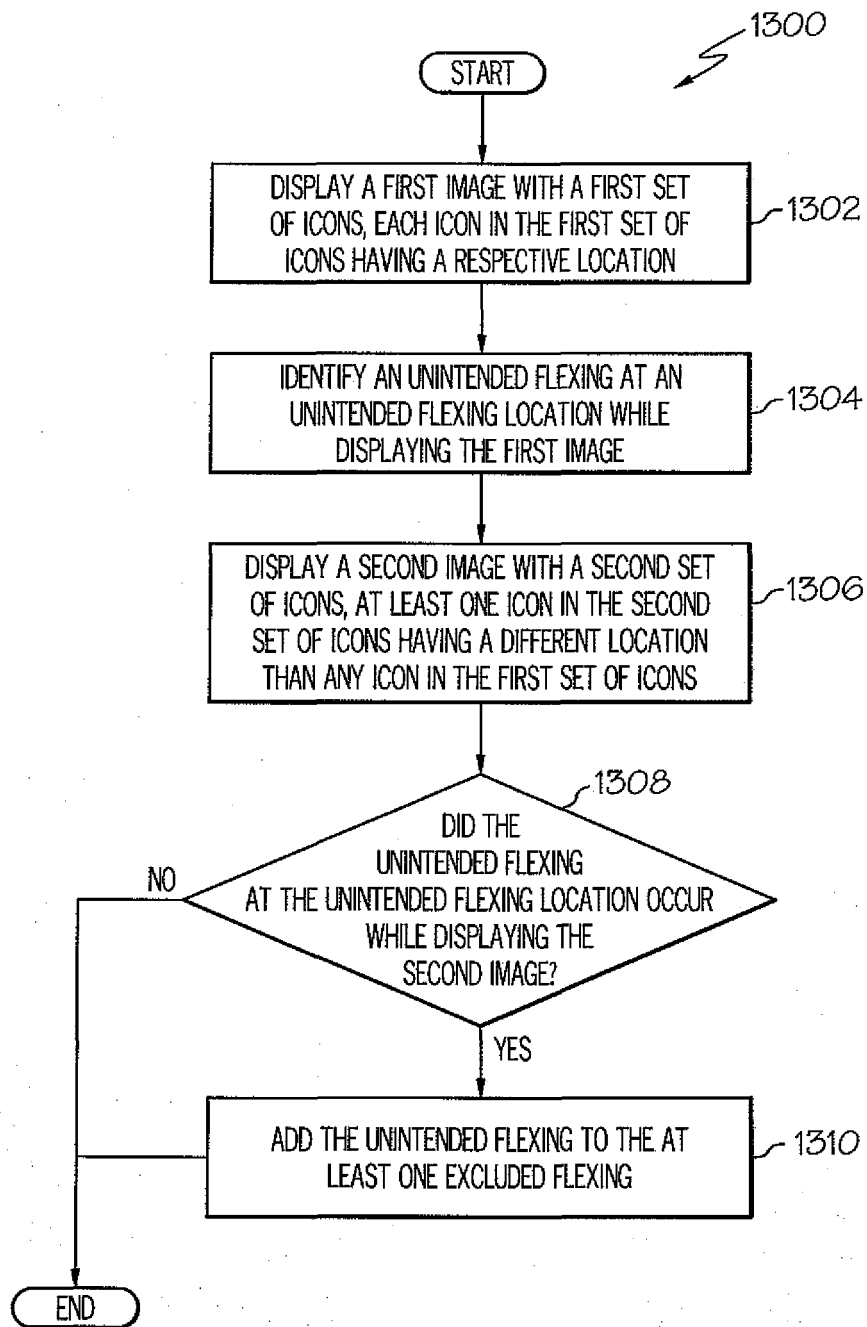 1300
START
DISPLAY A FIRST IMAGE WITH A FIRST SET
OF ICONS, EACH ICON IN THE FIRST SET OF
ICONS HAVING A RESPECTIVE LOCATION
1302
IDENTIFY AN UNINTENDED FLEXING AT AN
UNINTENDED FLEXING LOCATION WHILE
DISPLAYING THE FIRST IMAGE
1304
DISPLAY A SECOND IMAGE WITH A SECOND SET
OF ICONS, AT LEAST ONE ICON IN THE SECOND
SET OF ICONS HAVING A DIFFERENT LOCATION
THAN ANY ICON IN THE FIRST SET OF ICONS
1306
1308
DID THE
UNINTENDED FLEXING
AT THE UNINTENDED FLEXING LOCATION OCCUR
WHILE DISPLAYING THE
SECOND IMAGE?
NO
YES
ADD THE UNINTENDED FLEXING TO THE AT
LEAST ONE EXCLUDED FLEXING
1310
END